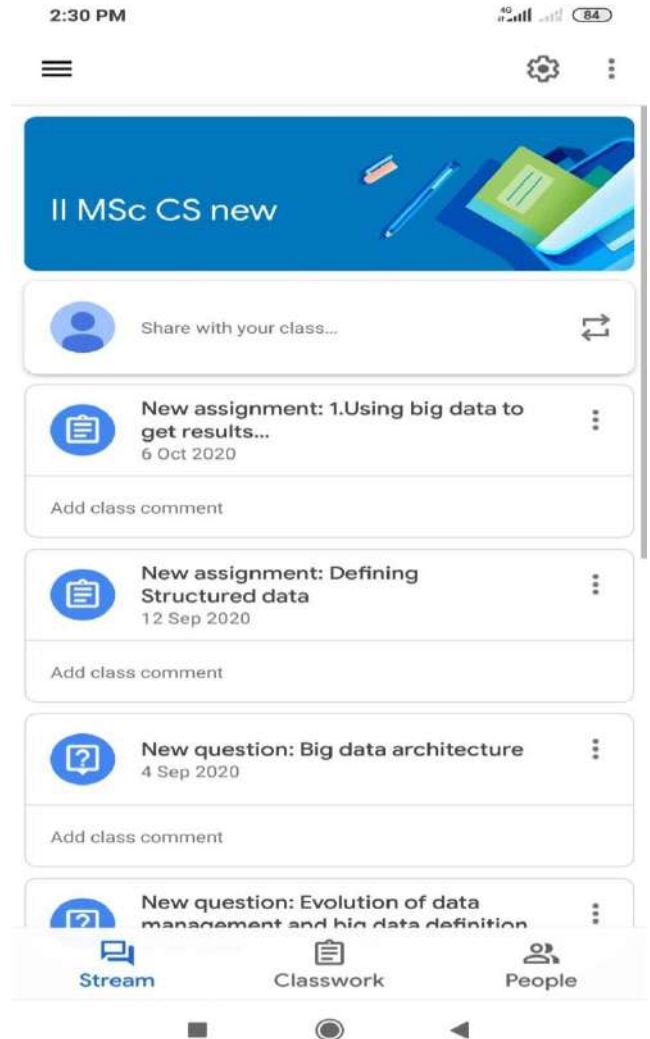 2:30 PM
4G
84
II MSc CS new
Share with your class...
New assignment: 1.Using big data to
get results...
6 Oct 2020
Add class comment
New assignment: Defining
Structured data
12 Sep 2020
Add class comment
New question: Big data architecture
4 Sep 2020
Add class comment
New question: Evolution of data
management and big data definition
Stream Classwork People